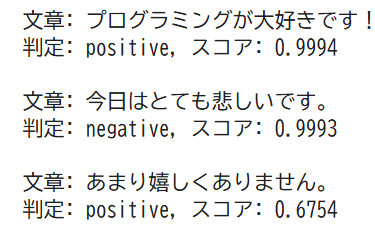 文章: プログラミングが大好きです！
判定: positive, スコア: 0.9994
文章: 今日はとても悲しいです。
判定: negative, スコア: 0.9993
文章: あまり嬉しくありません。
判定: positive, スコア: 0.6754